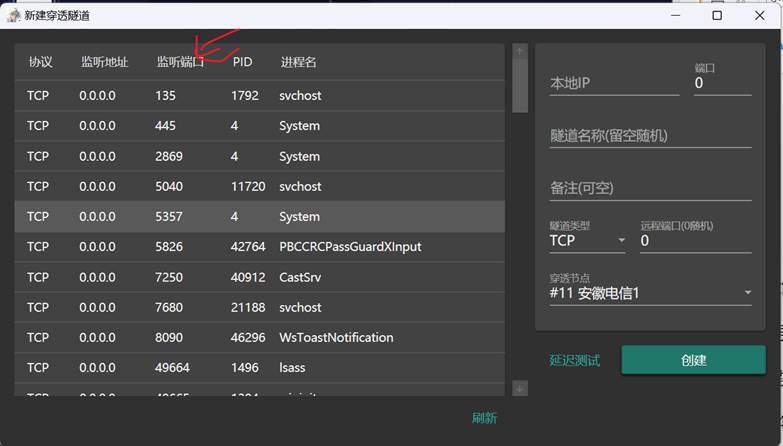 新建穿透隧道
协议 监听地址 监听端口 PID 进程名
TCP 0.0.0.0 135 1792 svchost
TCP 0.0.0.0 445 4 System
TCP 0.0.0.0 2869 4 System
TCP 0.0.0.0 5040 11720 svchost
TCP 0.0.0.0 5357 4 System
TCP 0.0.0.0 5826 42764 PBCCRCPassGuardXInput
TCP 0.0.0.0 7250 40912 CastSrv
TCP 0.0.0.0 7680 21188 svchost
TCP 0.0.0.0 8090 46296 WsToastNotification
TCP 0.0.0.0 49664 1496 lsass
刷新
本地IP
端口
0
隧道名称(留空随机)
备注(可空)
隧道类型
TCP
远程端口(0随机)
0
穿透节点
#11 安徽电信1
延迟测试
创建